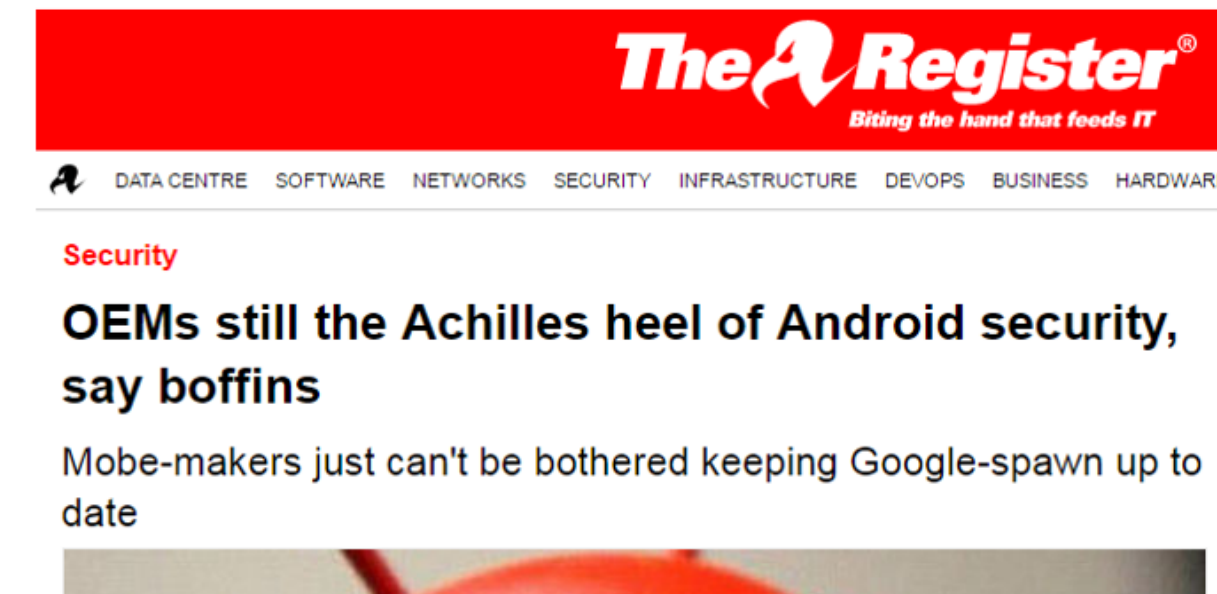 The Register®
Biting the hand that feeds IT
DATA CENTRE SOFTWARE NETWORKS SECURITY INFRASTRUCTURE DEVOPS BUSINESS HARDWAR
Security
OEMs still the Achilles heel of Android security,
say boffins
Mobe-makers just can't be bothered keeping Google-spawn up to
date